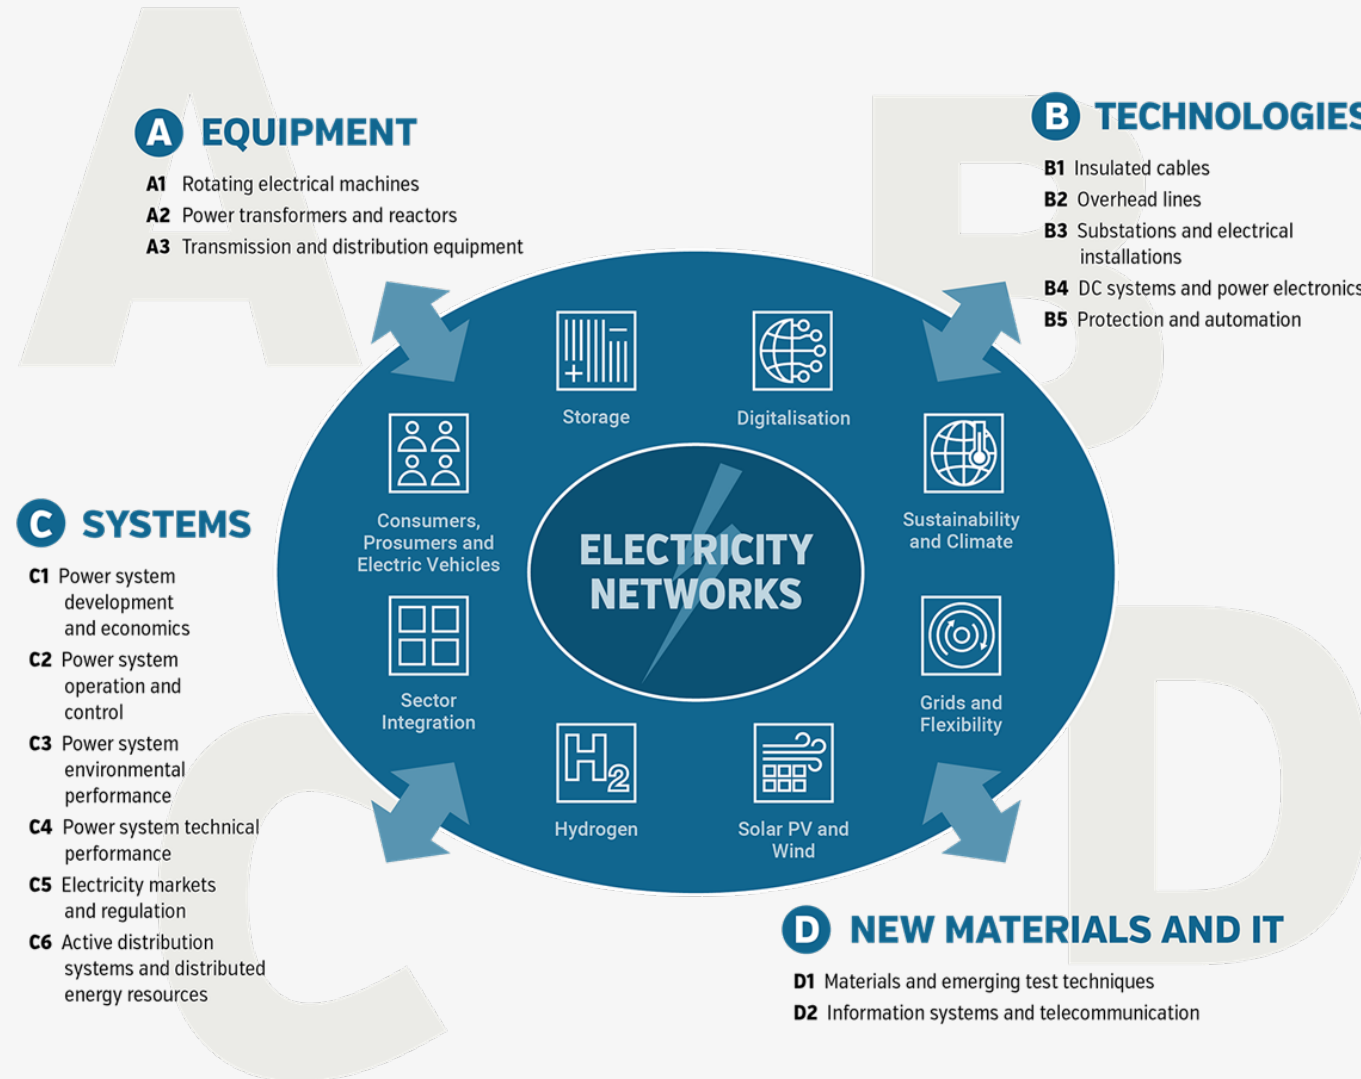 A EQUIPMENT
A1 Rotating electrical machines
A2 Power transformers and reactors
A3 Transmission and distribution equipment
B TECHNOLOGIES
B1 Insulated cables
B2 Overhead lines
B3 Substations and electrical
installations
B4 DC systems and power electronics
B5 Protection and automation
C SYSTEMS
C1 Power system
development
and economics
C2 Power system
operation and
control
C3 Power system
environmental
performance
C4 Power system technical
performance
C5 Electricity markets
and regulation
C6 Active distribution
systems and distributed
energy resources
Storage
Digitalisation
Consumers,
Prosumers and
Electric Vehicles
Sustainability
and Climate
ELECTRICITY
NETWORKS
Sector
Integration
Grids and
Flexibility
H2
Hydrogen
Solar PV and
Wind
D NEW MATERIALS AND IT
D1 Materials and emerging test techniques
D2 Information systems and telecommunication
A
B
C
D